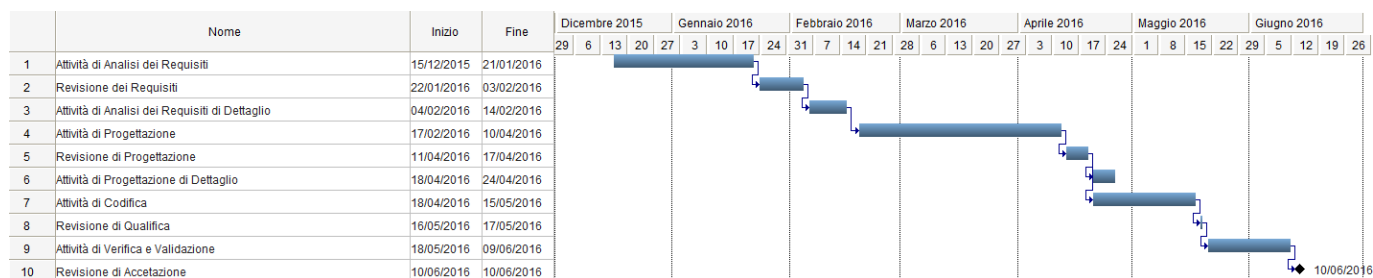 Nome Inizio Fine Dicembre 2015 Gennaio 2016 Febbraio 2016 Marzo 2016 Aprile 2016 Maggio 2016 Giugno 2016
29 6 13 20 27 3 10 17 24 31 7 14 21 28 6 13 20 27 3 10 17 24 1 8 15 22 29 5 12 19 26
1 Attività di Analisi dei Requisiti 15/12/2015 21/01/2016
2 Revisione dei Requisiti 22/01/2016 03/02/2016
3 Attività di Analisi dei Requisiti di Dettaglio 04/02/2016 14/02/2016
4 Attività di Progettazione 17/02/2016 10/04/2016
5 Revisione di Progettazione 11/04/2016 17/04/2016
6 Attività di Progettazione di Dettaglio 18/04/2016 24/04/2016
7 Attività di Codifica 18/04/2016 15/05/2016
8 Revisione di Qualifica 16/05/2016 17/05/2016
9 Attività di Verifica e Validazione 18/05/2016 09/06/2016
10 Revisione di Accetazione 10/06/2016 10/06/2016 10/06/2016